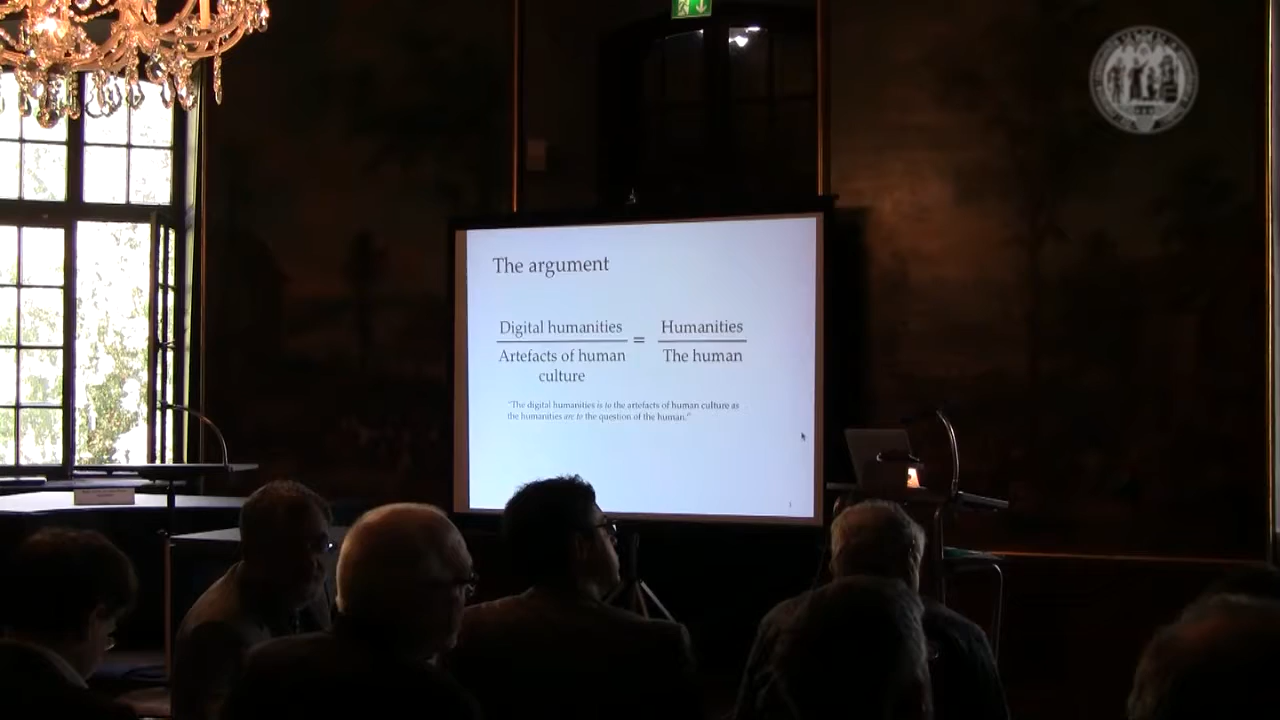 The argument
Digital humanities
Artefacts of human
culture
=
Humanities
The human
"The digital humanities is to the artefacts of human culture as
the humanities are to the question of the human."